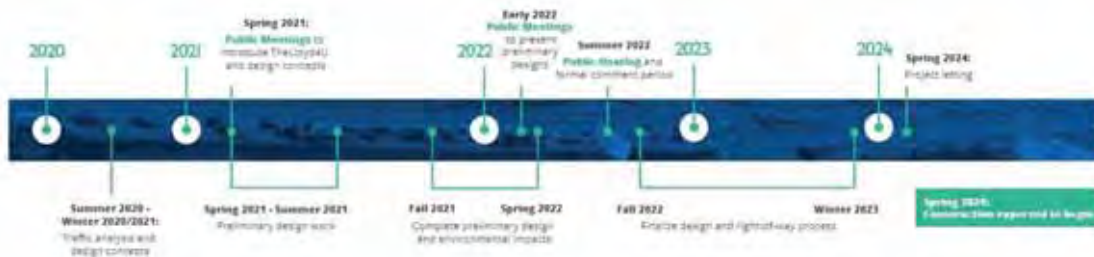 2020
2021
2022
2023
2024
Spring 2021:
Public Meetings to
introduce
and design concepts
Early 2022
Public Meetings
to present
preliminary
designs
Summer 2022
Public Hearing and
formal comment period
Spring 2024:
Project letting
Summer 2020 -
Winter 2020/2021:
Traffic analysis and
design concepts
Spring 2021 - Summer 2021
Preliminary design work
Fall 2021
Spring 2022
Complete preliminary design
and environmental impacts
Fall 2022
Winter 2023
Finalize design and right-of-way process
Spring 2024:
Construction expected to begin